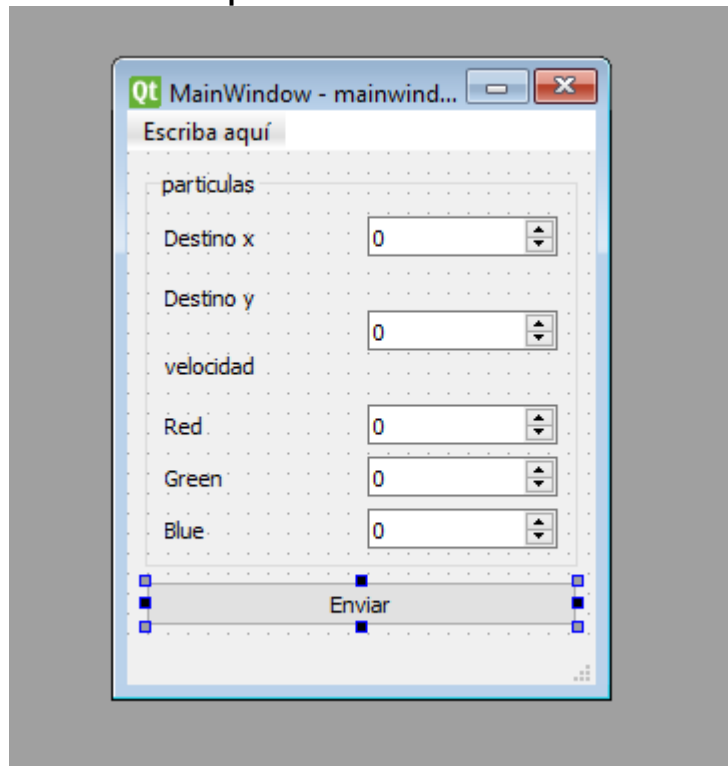 Qt MainWindow - mainwind...
Escriba aquí
particulas
Destino x 0
Destino y
0
velocidad
Red 0
Green 0
Blue 0
Enviar